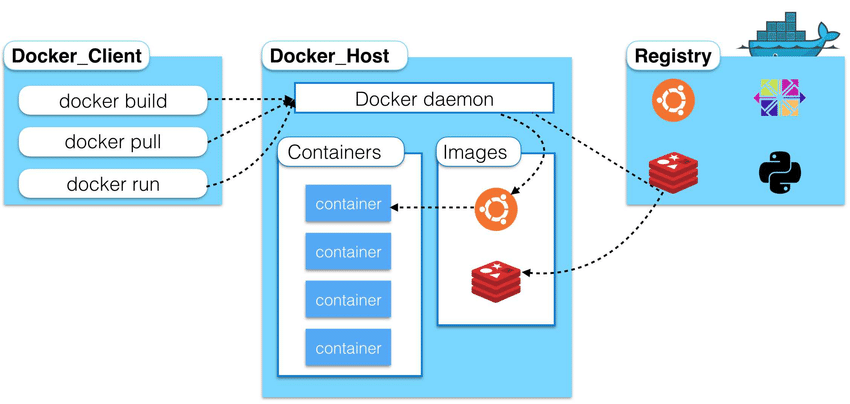 Docker_Client
docker build
docker pull
docker run
Docker_Host
Docker daemon
Containers
container
container
container
container
Images
Registry